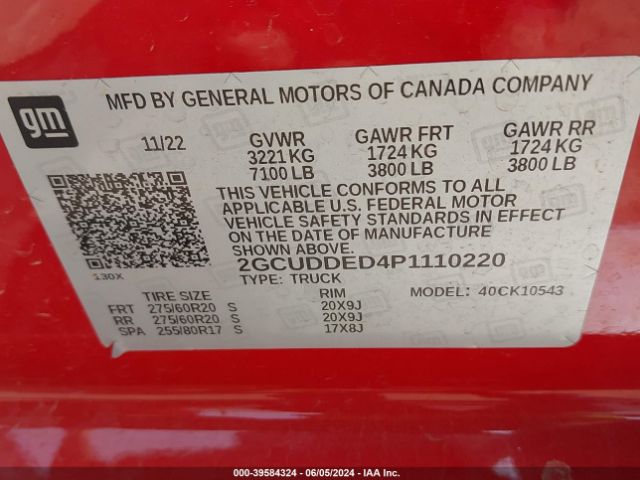 gm
MFD BY GENERAL MOTORS OF CANADA COMPANY
11/22 GVWR GAWR FRT GAWR RR
3221 KG 1724 KG 1724 KG
7100 LB 3800 LB 3800 LB
THIS VEHICLE CONFORMS TO ALL
APPLICABLE U.S. FEDERAL MOTOR
VEHICLE SAFETY STANDARDS IN EFFECT
ON THE DATE OF MANUFACTURE
SHOWN ABOVE.
130X 2GCUDDED4P1110220
TYPE: TRUCK MODEL: 40CK10543
TIRE SIZE RIM
FRT 275/60R20 S 20X9J
RR 275/60R20 S 20X9J
SPA 255/80R17 S 17X8J
000-39584324 | 06/05/2024 | IAA Inc.